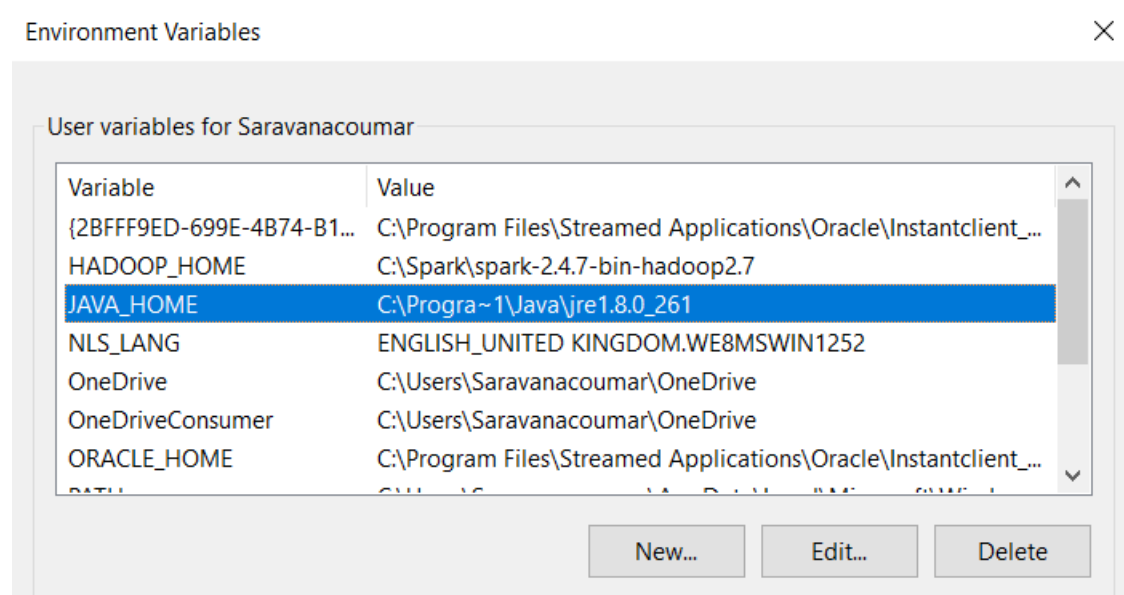 Environment Variables
User variables for Saravanacoumar
Variable Value
{2BFFF9ED-699E-4B74-B1... C:\Program Files\Streamed Applications\Oracle\Instantclient_...
HADOOP_HOME C:\Spark\spark-2.4.7-bin-hadoop2.7
JAVA_HOME C:\Progra~1\Java\jre1.8.0_261
NLS_LANG ENGLISH_UNITED KINGDOM.WE8MSWIN1252
OneDrive C:\Users\Saravanacoumar\OneDrive
OneDriveConsumer C:\Users\Saravanacoumar\OneDrive
ORACLE_HOME C:\Program Files\Streamed Applications\Oracle\Instantclient_...
New... Edit... Delete